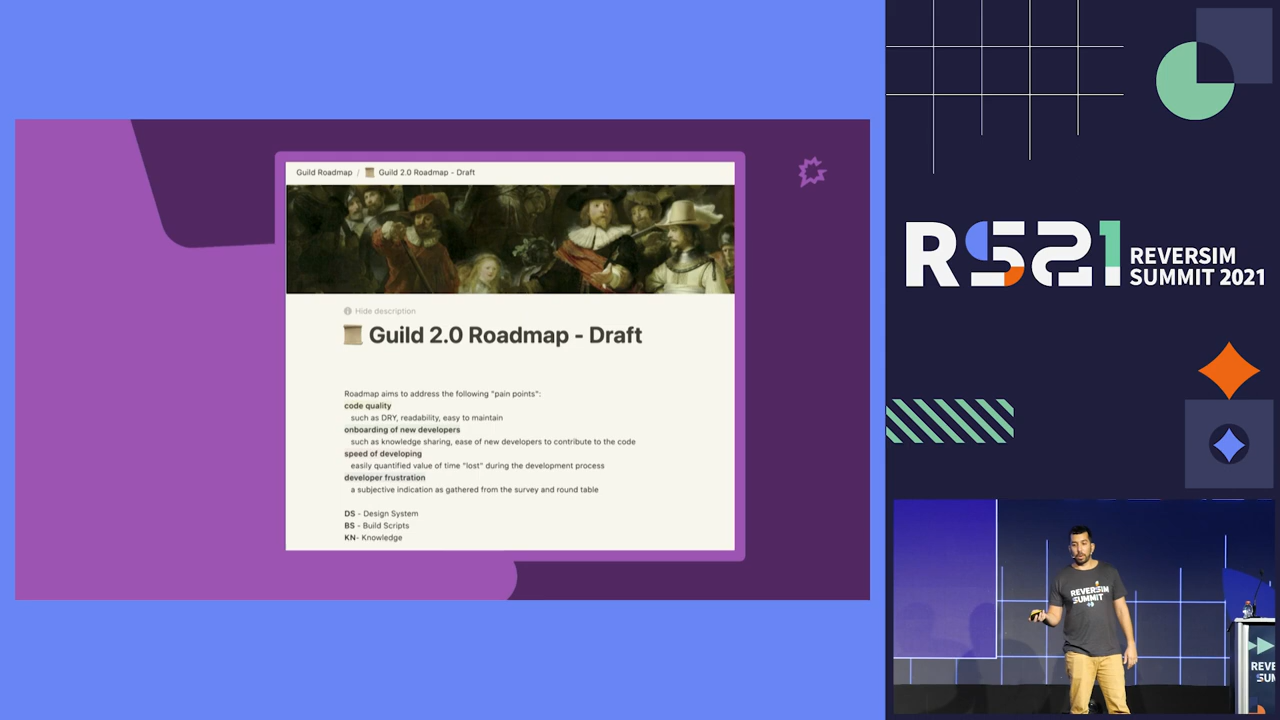 Guild Roadmap / Guild 2.0 Roadmap - Draft
Hide description
Guild 2.0 Roadmap - Draft
Roadmap aims to address the following "pain points":
code quality
such as DRY, readability, easy to maintain
onboarding of new developers
such as knowledge sharing, ease of new developers to contribute to the code
speed of developing
easily quantified value of time "lost" during the development process
developer frustration
a subjective indication as gathered from the survey and round table
DS - Design System
BS - Build Scripts
KN- Knowledge
RS21
REVERSIM
SUMMIT 2021
REVERSIM
SUMMIT
REVE
SUM